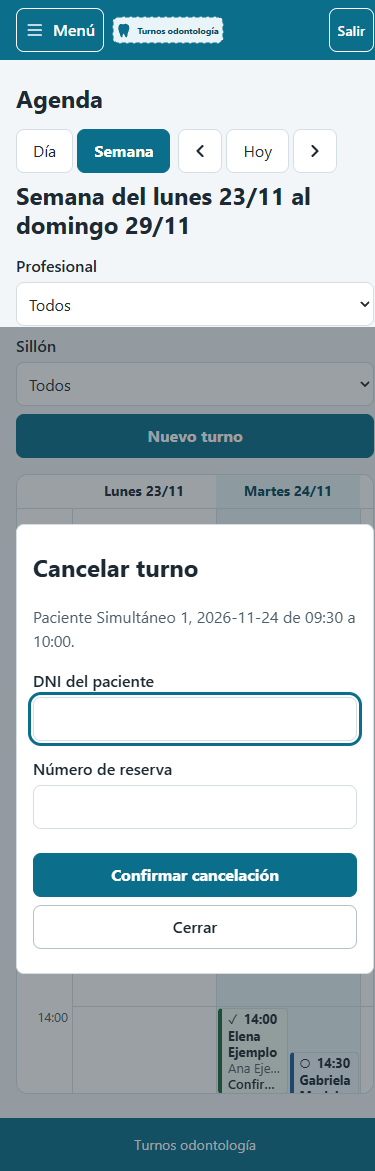 Menú
Turnos odontología
Salir
Agenda
Día
Semana
Hoy
Semana del lunes 23/11 al
domingo 29/11
Profesional
Todos
Sillón
Todos
Nuevo turno
Lunes 23/11
Martes 24/11
Cancelar turno
Paciente Simultáneo 1, 2026-11-24 de 09:30 a
10:00.
DNI del paciente
Número de reserva
Confirmar cancelación
Cerrar
14:00
✓ 14:00
Elena
Ejemplo
Ana Eje...
Confir...
○ 14:30
Gabriela
Turnos odontología